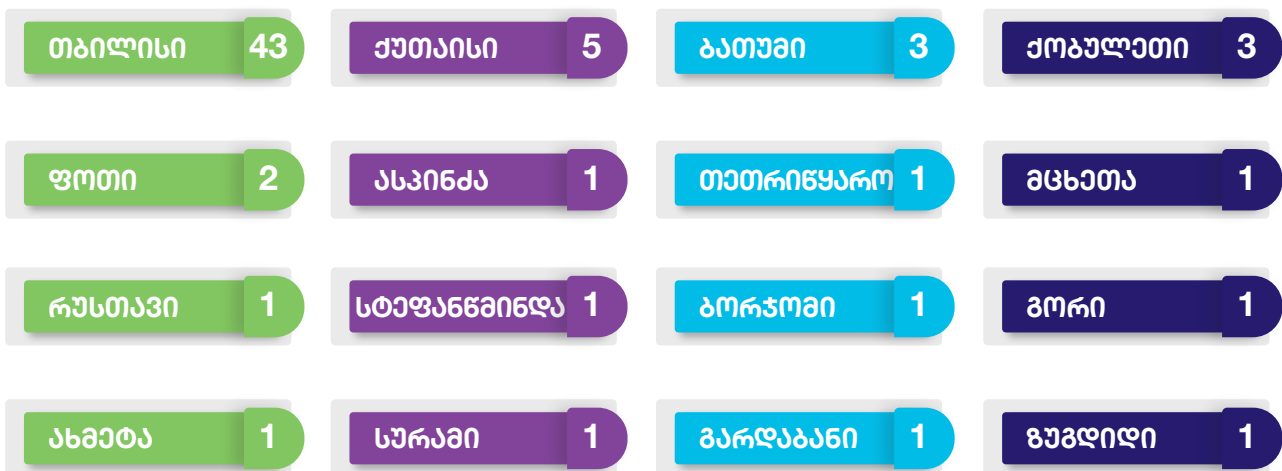 თბილისი 43 ქუთაისი 5 ბათუმი 3 ქობულეთი 3
ფოთი 2 ასპინძა 1 თეთრიწყარო 1 მცხეთა 1
რუსთავი 1 სტეფანწმინდა 1 ბორჯომი 1 გორი 1
ახმეტა 1 სურამი 1 გარდაბანი 1 ზუგდიდი 1